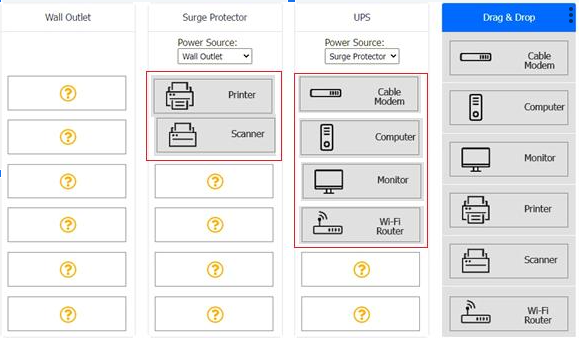 Wall Outlet
?
?
?
?
?
?
Surge Protector
Power Source:
Wall Outlet
Printer
Scanner
?
?
?
?
UPS
Power Source:
Surge Protector
Cable
Modem
Computer
Monitor
Wi-Fi
Router
?
?
Drag & Drop
Cable
Modem
Computer
Monitor
Printer
Scanner
Wi-Fi
Router